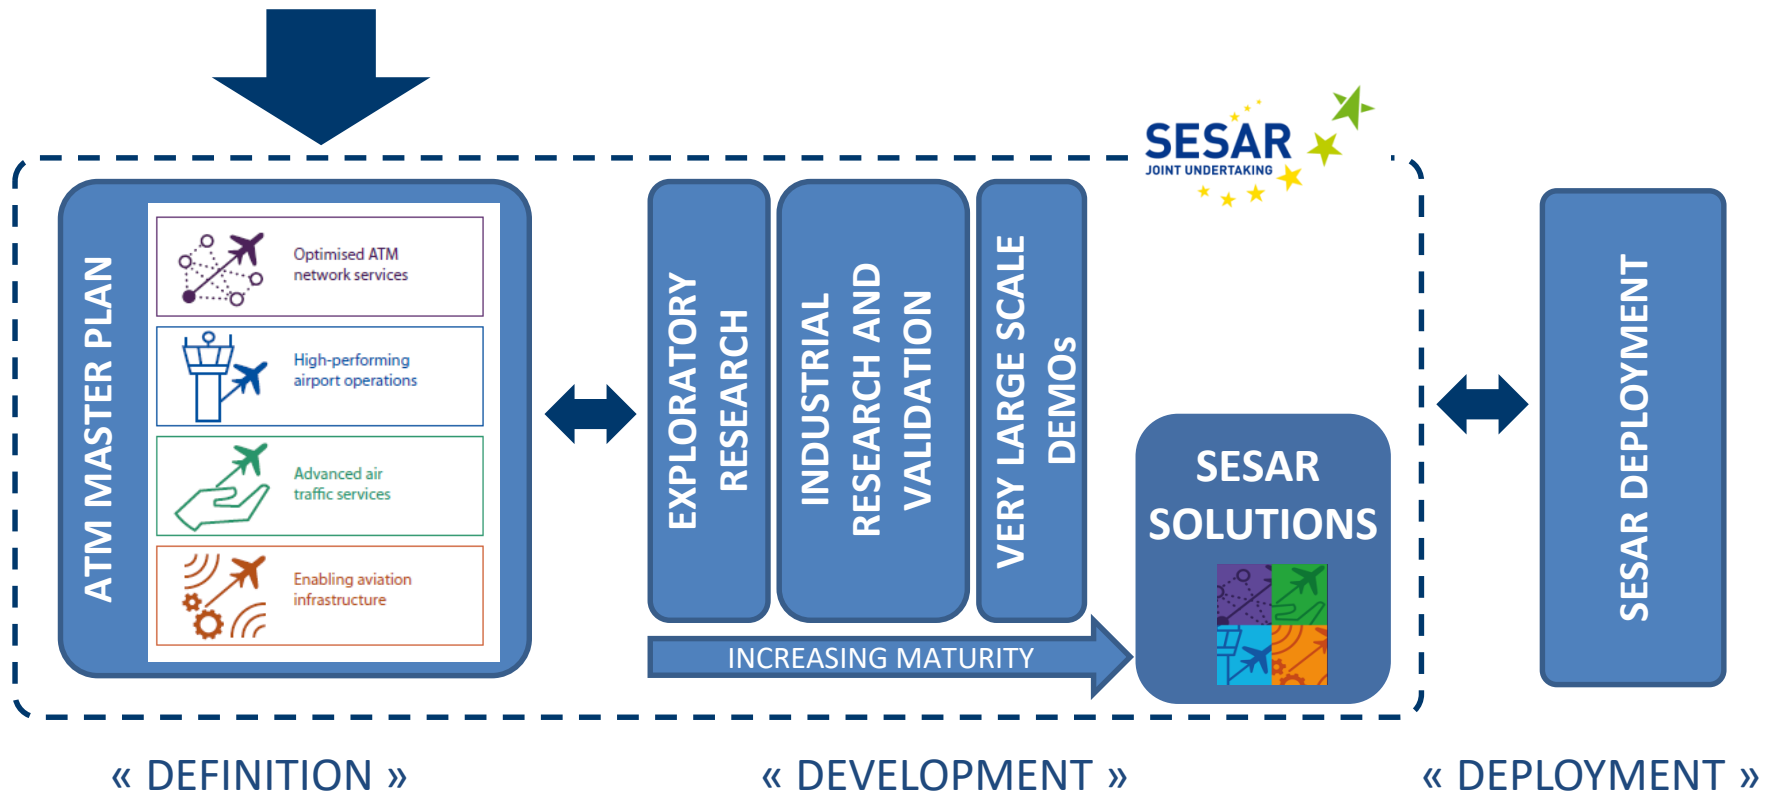 SESAR
JOINT UNDERTAKING
ATM MASTER PLAN
Optimised ATM
network services
High-performing
airport operations
Advanced air
traffic services
Enabling aviation
infrastructure
EXPLORATORY
RESEARCH
INDUSTRIAL
RESEARCH AND
VALIDATION
VERY LARGE SCALE
DEMOs
INCREASING MATURITY
SESAR
SOLUTIONS
SESAR DEPLOYMENT
« DEFINITION »
« DEVELOPMENT »
« DEPLOYMENT »